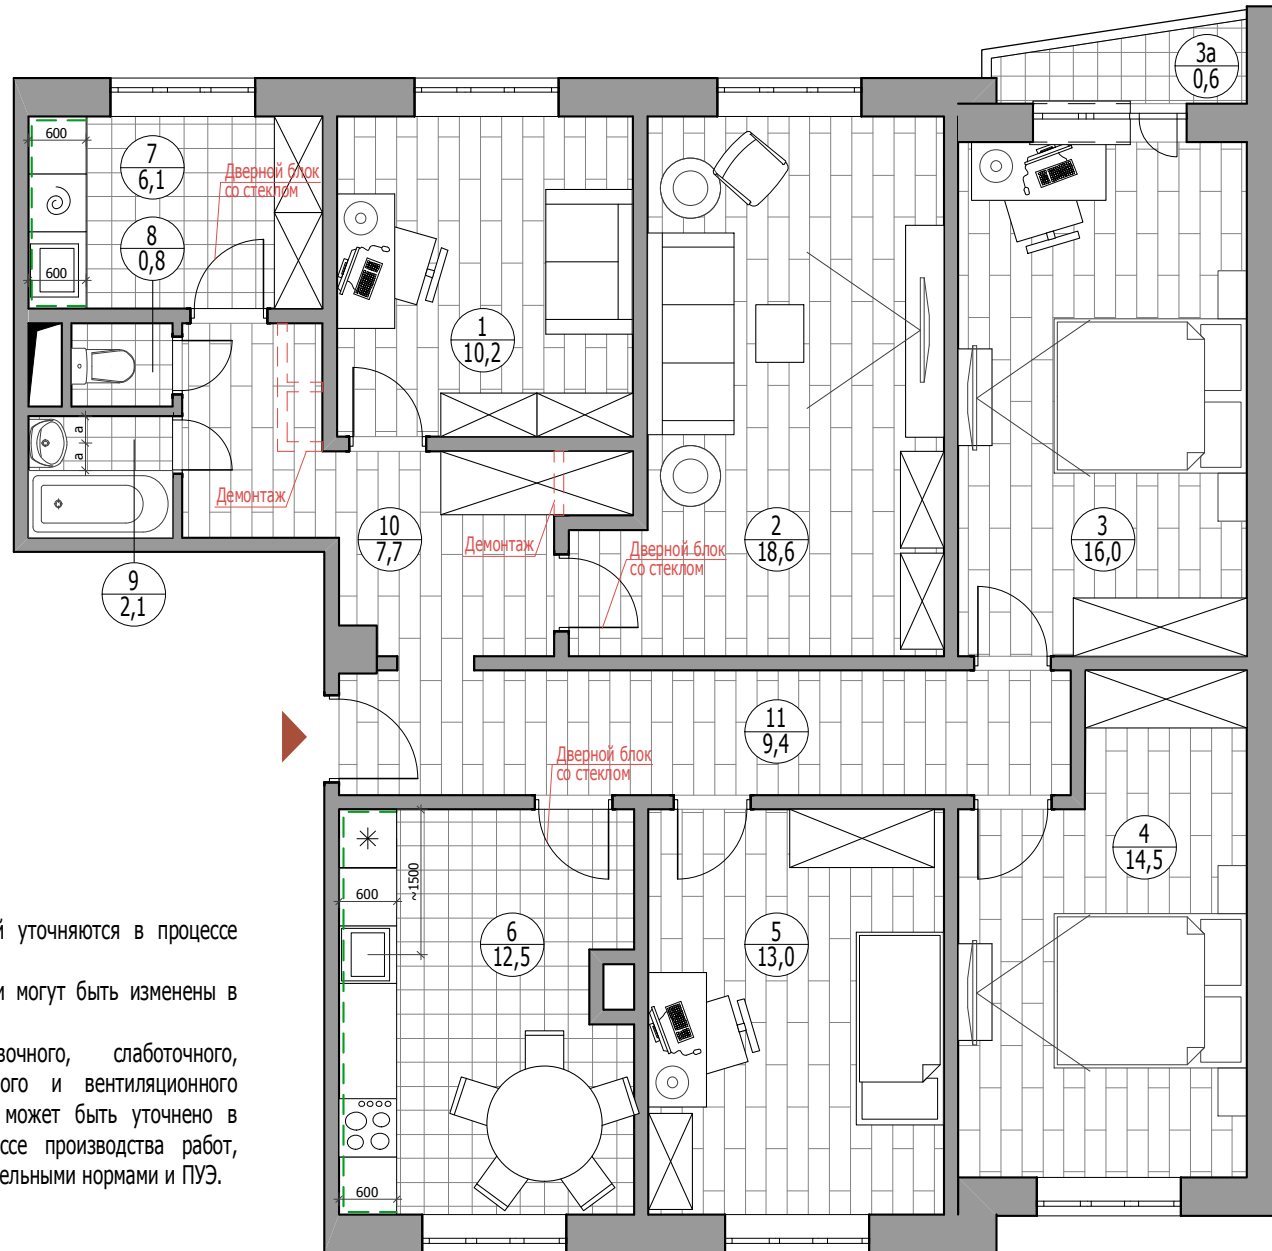 3а
0,6
600
7
6,1
Дверной блок
со стеклом
8
0,8
600
1
10,2
а
а
Демонтаж
10
7,7
Демонтаж
Дверной блок
со стеклом
2
18,6
3
16,0
9
2,1
11
9,4
Дверной блок
со стеклом
4
14,5
600
~1500
6
12,5
5
13,0
600
й уточняются в процессе
и могут быть изменены в
вочного, слаботочного,
ого и вентиляционного
может быть уточнено в
ссе производства работ,
ельными нормами и ПУЭ.